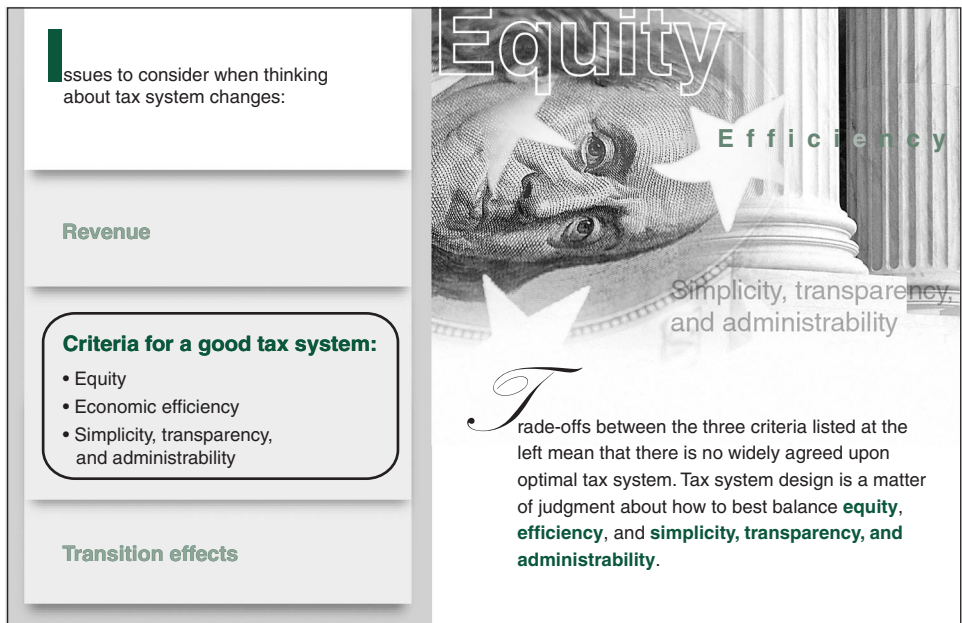 Issues to consider when thinking
about tax system changes:
Revenue
Criteria for a good tax system:
• Equity
• Economic efficiency
• Simplicity, transparency,
and administrability
Transition effects
Equity
Efficiency
Simplicity, transparency,
and administrability
Trade-offs between the three criteria listed at the
left mean that there is no widely agreed upon
optimal tax system. Tax system design is a matter
of judgment about how to best balance equity,
efficiency, and simplicity, transparency, and
administrability.